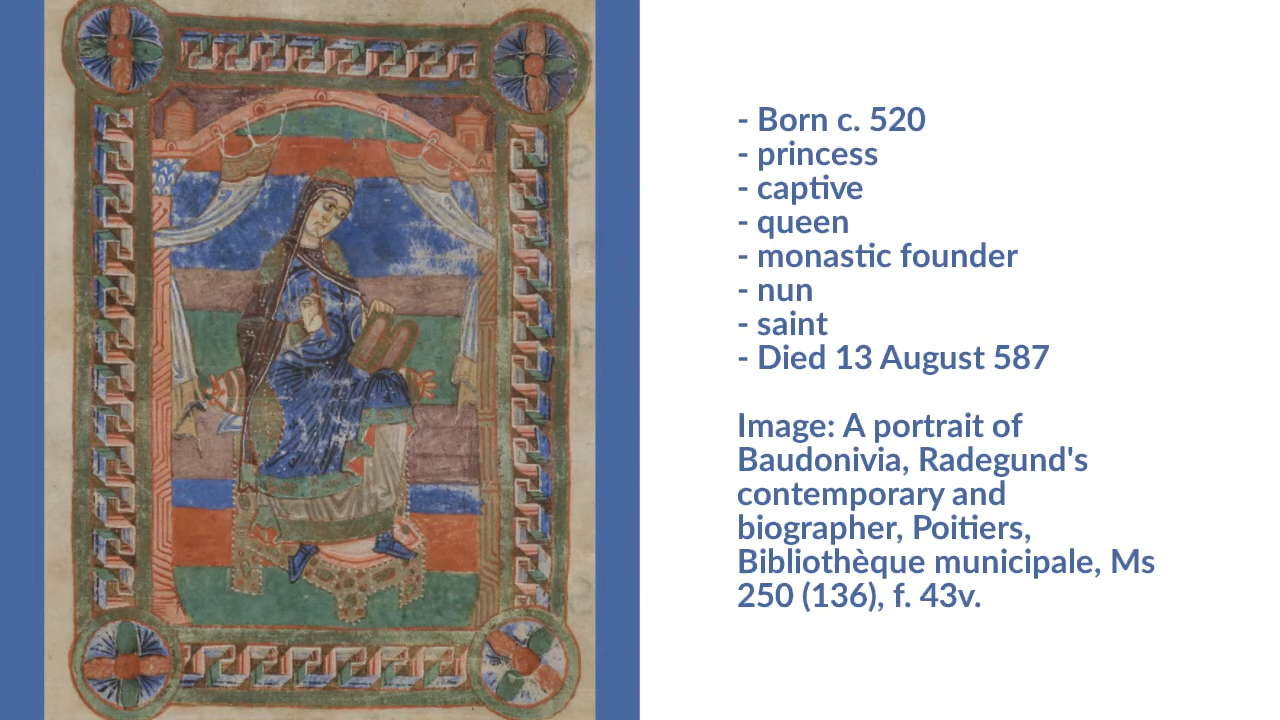 - Born c. 520
- princess
- captive
- queen
- monastic founder
- nun
- saint
- Died 13 August 587
Image: A portrait of
Baudonivia, Radegund's
contemporary and
biographer, Poitiers,
Bibliothèque municipale, Ms
250 (136), f. 43v.